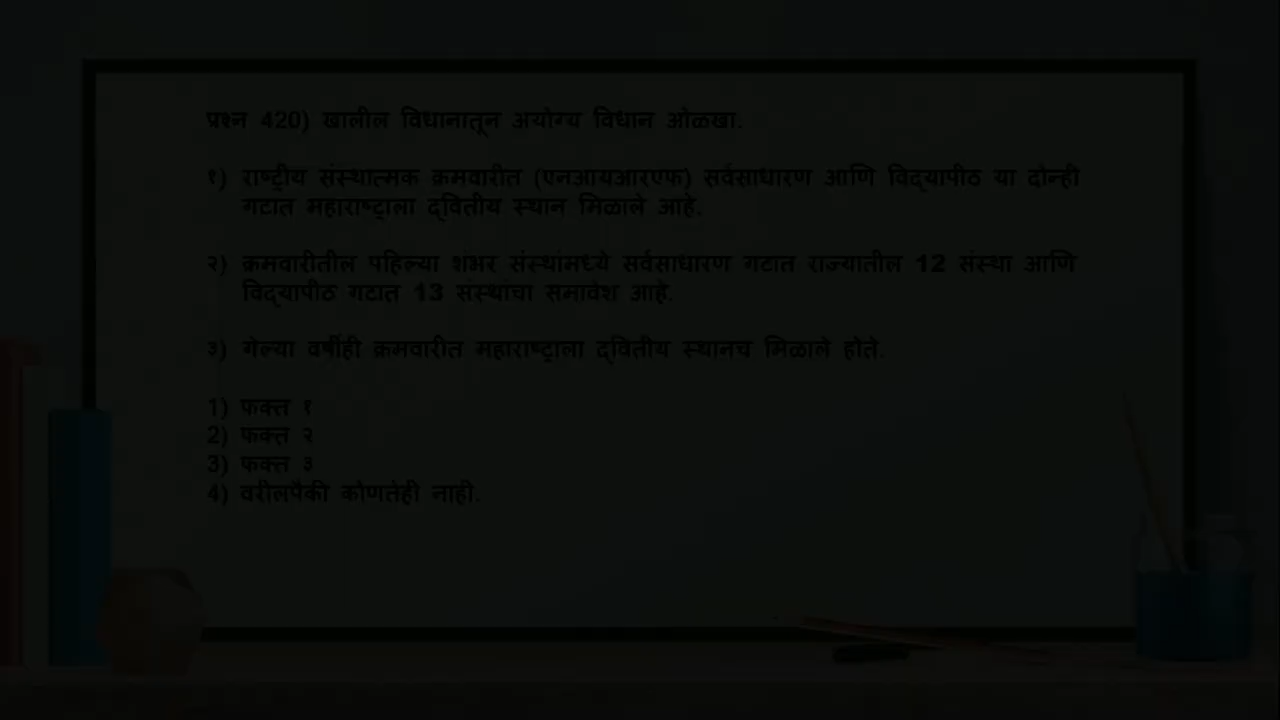 प्रश्न 420) खालील विधानातून अयोग्य विधान ओळखा.
१) राष्ट्रीय संस्थात्मक क्रमवारीत (एनआयआरएफ) सर्वसाधारण आणि विद्यापीठ या दोन्ही
गटात महाराष्ट्राला द्वितीय स्थान मिळाले आहे.
२) क्रमवारीतील पहिल्या शभर संस्थांमध्ये सर्वसाधारण गटात राज्यातील 12 संस्था आणि
विद्यापीठ गटात 13 संस्थांचा समावेश आहे.
३) गेल्या वर्षीही क्रमवारीत महाराष्ट्राला द्वितीय स्थानच मिळाले होते.
1) फक्त १
2) फक्त २
3) फक्त ३
4) वरीलपैकी कोणतेही नाही.